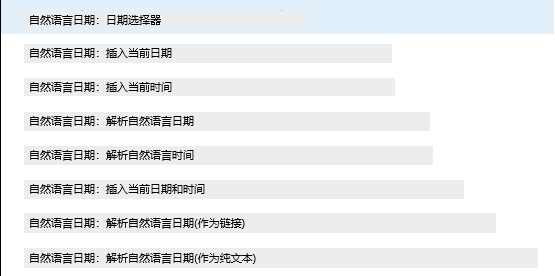 自然语言日期：日期选择器
自然语言日期：插入当前日期
自然语言日期：插入当前时间
自然语言日期：解析自然语言日期
自然语言日期：解析自然语言时间
自然语言日期：插入当前日期和时间
自然语言日期：解析自然语言日期(作为链接)
自然语言日期：解析自然语言日期(作为纯文本)